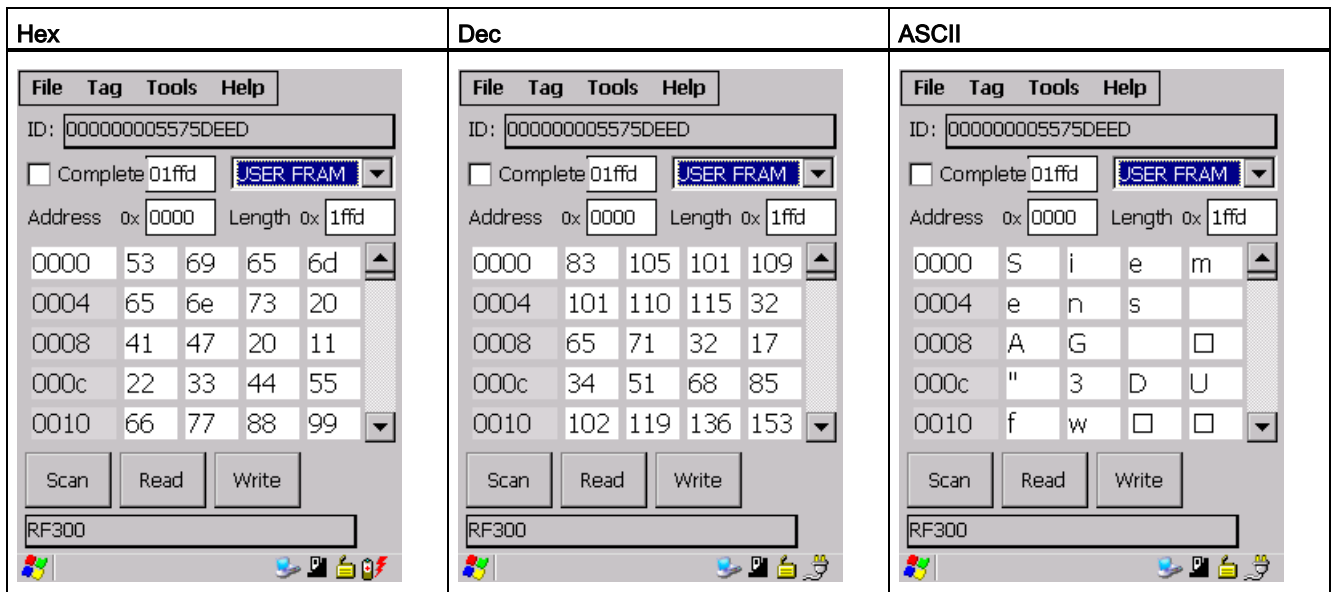 Hex Dec ASCII
File Tag Tools Help
ID: 000000005575DEED
Complete 01ffd USER FRAM
Address 0x 0000 Length 0x 1ffd
0000 53 69 65 6d
0004 65 6e 73 20
0008 41 47 20 11
000c 22 33 44 55
0010 66 77 88 99
Scan Read Write
RF300
File Tag Tools Help
ID: 000000005575DEED
Complete 01ffd USER FRAM
Address 0x 0000 Length 0x 1ffd
0000 83 105 101 109
0004 101 110 115 32
0008 65 71 32 17
000c 34 51 68 85
0010 102 119 136 153
Scan Read Write
RF300
File Tag Tools Help
ID: 000000005575DEED
Complete 01ffd USER FRAM
Address 0x 0000 Length 0x 1ffd
0000 S i e m
0004 e n s
0008 A G □
000c " 3 D U
0010 f w □ □
Scan Read Write
RF300